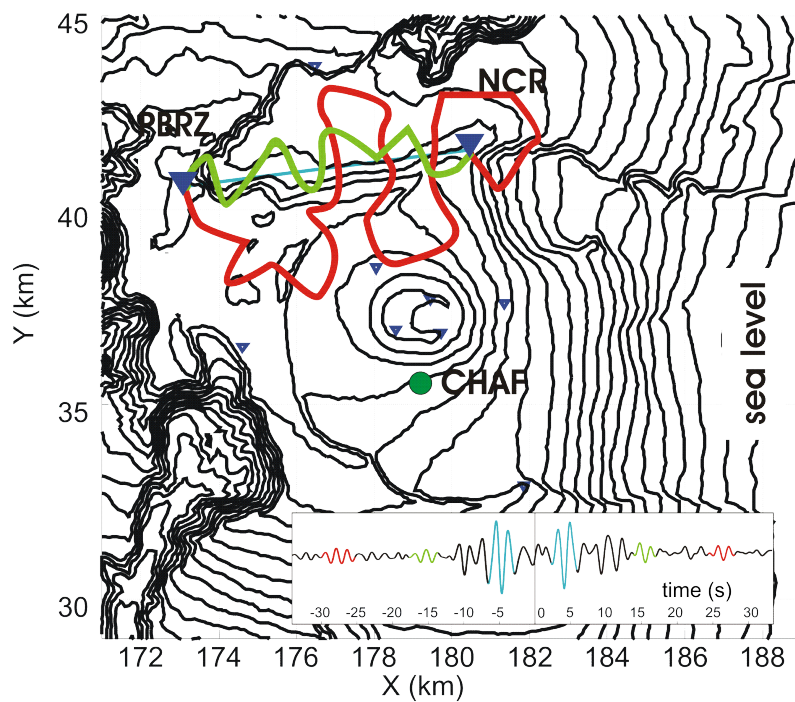 45
NCR
PBRZ
40
Y (km)
sea level
CHAF
35
time (s)
-30 -25 -20 -15 -10 -5 0 5 10 15 20 25 30
30
172 174 176 178 180 182 184 186 188
X (km)